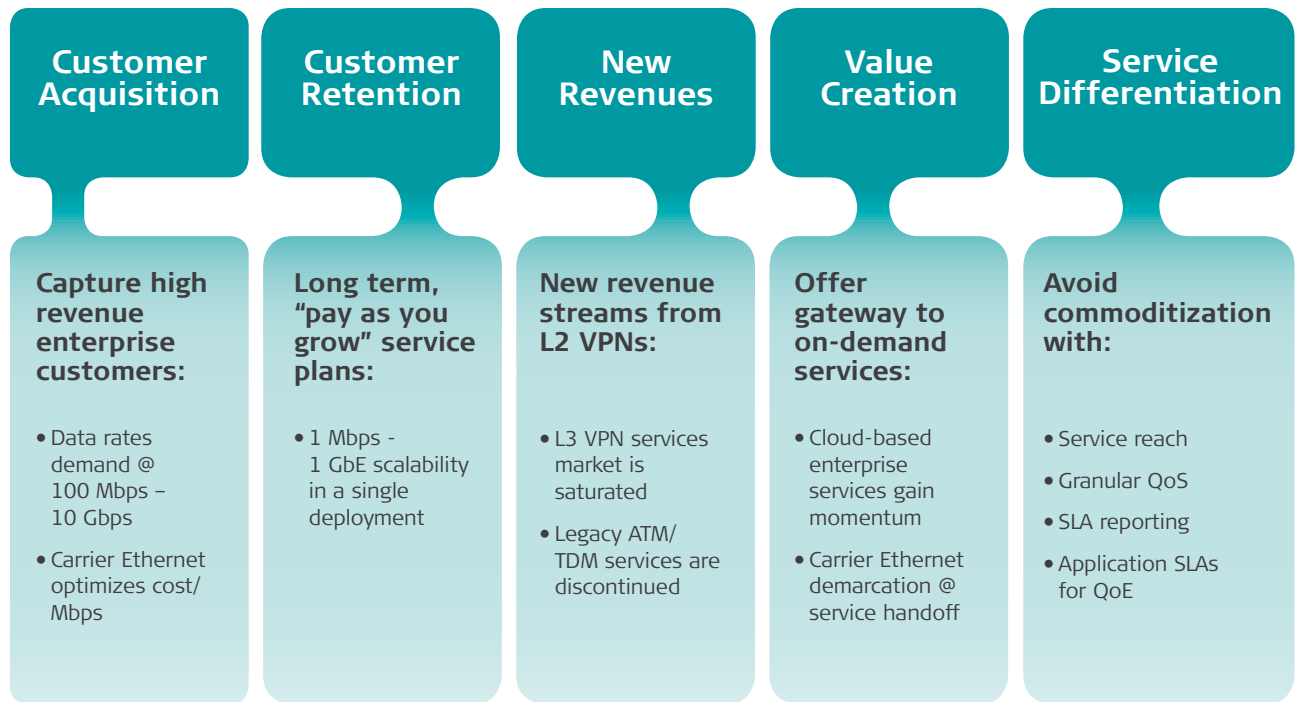 Customer
Acquisition
Capture high
revenue
enterprise
customers:
• Data rates
demand @
100 Mbps –
10 Gbps
• Carrier Ethernet
optimizes cost/
Mbps
Customer
Retention
Long term,
“pay as you
grow” service
plans:
• 1 Mbps -
1 GbE scalability
in a single
deployment
New
Revenues
New revenue
streams from
L2 VPNs:
• L3 VPN services
market is
saturated
• Legacy ATM/
TDM services are
discontinued
Value
Creation
Offer
gateway to
on-demand
services:
• Cloud-based
enterprise
services gain
momentum
• Carrier Ethernet
demarcation @
service handoff
Service
Differentiation
Avoid
commoditization
with:
• Service reach
• Granular QoS
• SLA reporting
• Application SLAs
for QoE